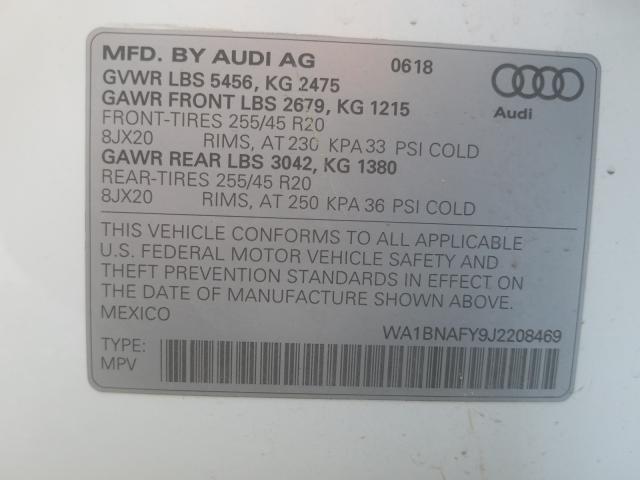 MFD. BY AUDI AG 0618
GVWR LBS 5456, KG 2475
GAWR FRONT LBS 2679, KG 1215
FRONT-TIRES 255/45 R20
8JX20 RIMS, AT 230 KPA 33 PSI COLD
GAWR REAR LBS 3042, KG 1380
REAR-TIRES 255/45 R20
8JX20 RIMS, AT 250 KPA 36 PSI COLD
Audi
THIS VEHICLE CONFORMS TO ALL APPLICABLE
U.S. FEDERAL MOTOR VEHICLE SAFETY AND
THEFT PREVENTION STANDARDS IN EFFECT ON
THE DATE OF MANUFACTURE SHOWN ABOVE.
MEXICO
WA1BNAFY9J2208469
TYPE:
MPV